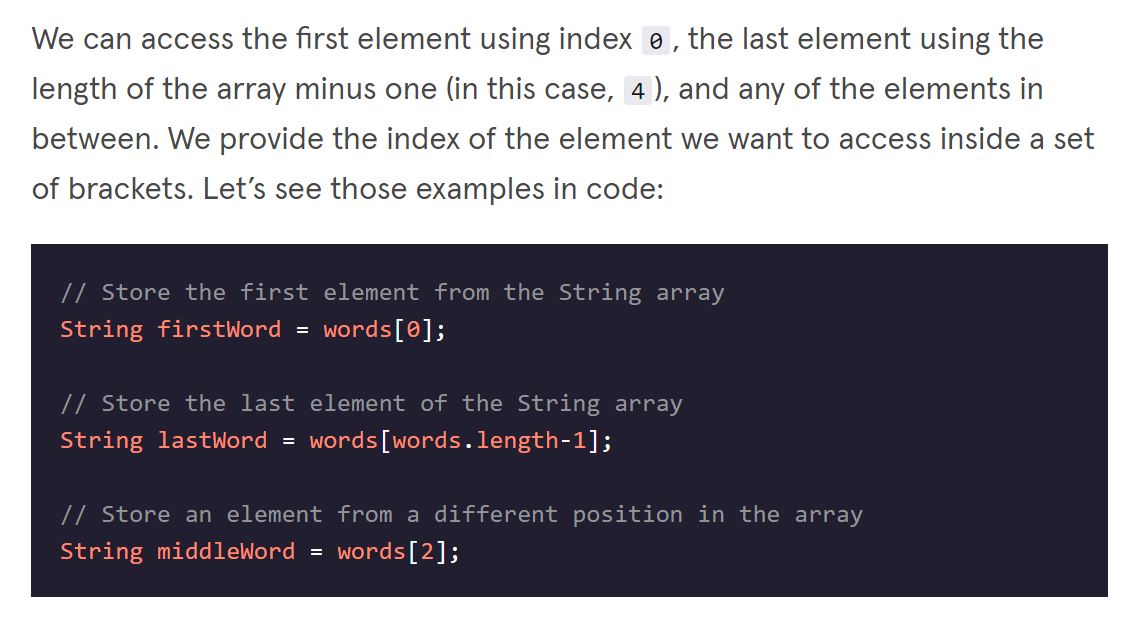 We can access the first element using index 0, the last element using the
length of the array minus one (in this case, 4), and any of the elements in
between. We provide the index of the element we want to access inside a set
of brackets. Let’s see those examples in code:
// Store the first element from the String array
String firstWord = words[0];
// Store the last element of the String array
String lastWord = words[words.length-1];
// Store an element from a different position in the array
String middleWord = words[2];